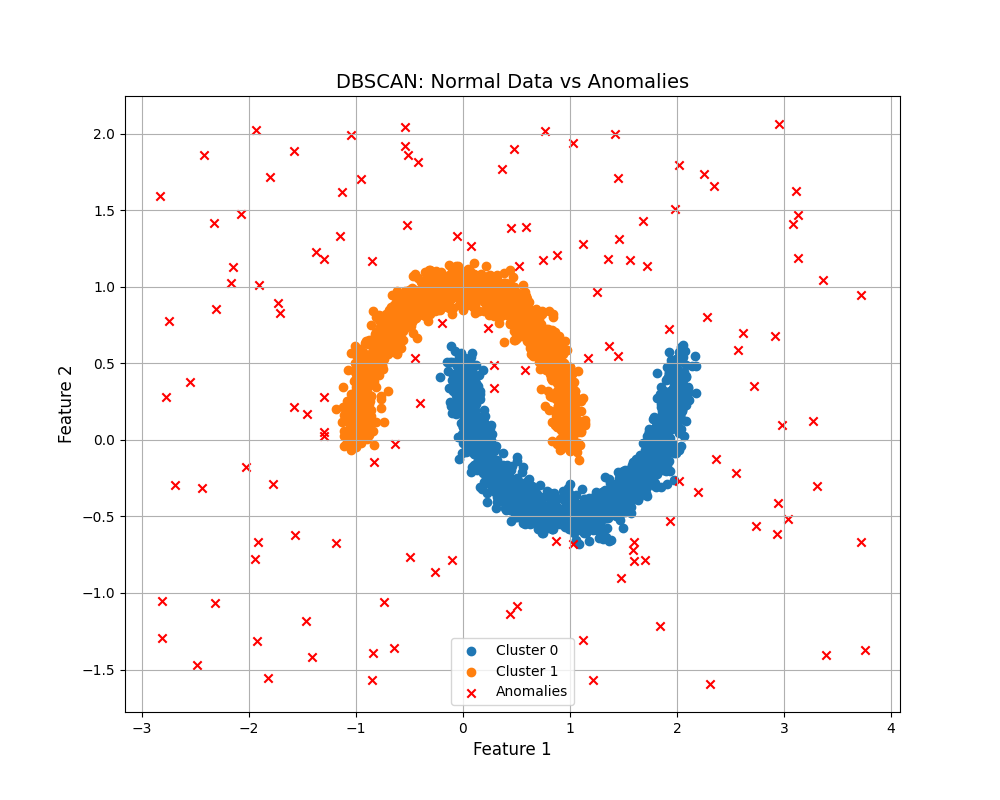 DBSCAN: Normal Data vs Anomalies
2.0
1.5
1.0
0.5
0.0
−0.5
−1.0
−1.5
Feature 2
Cluster 0
Cluster 1
Anomalies
−3 −2 −1 0 1 2 3 4
Feature 1